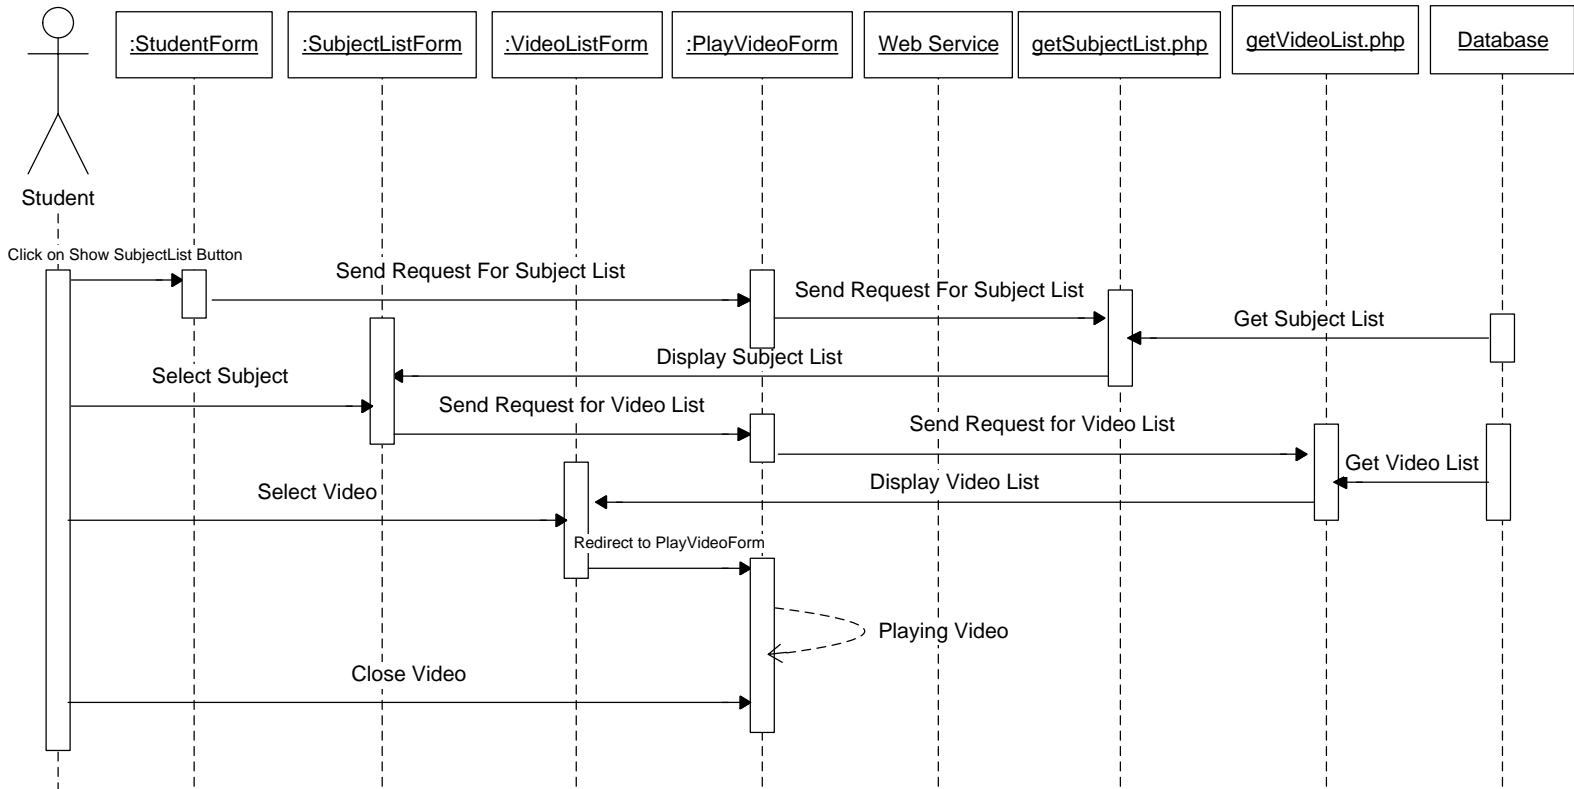 :StudentForm
:SubjectListForm
:VideoListForm
:PlayVideoForm
Web Service
getSubjectList.php
getVideoList.php
Database
Student
Click on Show SubjectList Button
Send Request For Subject List
Send Request For Subject List
Get Subject List
Display Subject List
Select Subject
Send Request for Video List
Send Request for Video List
Get Video List
Display Video List
Select Video
Redirect to PlayVideoForm
Playing Video
Close Video